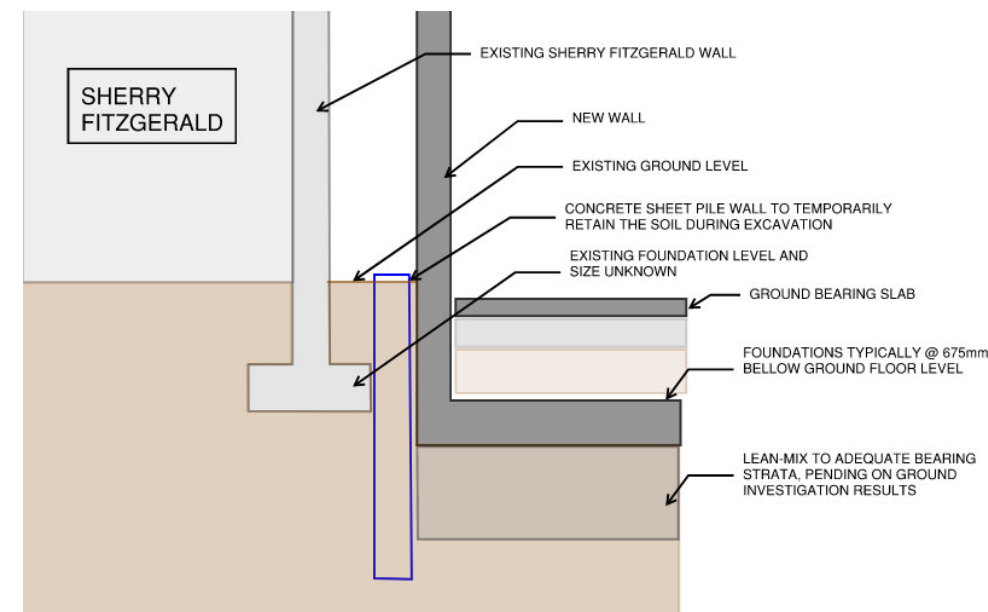 EXISTING SHERRY FITZGERALD WALL
SHERRY
FITZGERALD
NEW WALL
EXISTING GROUND LEVEL
CONCRETE SHEET PILE WALL TO TEMPORARILY
RETAIN THE SOIL DURING EXCAVATION
EXISTING FOUNDATION LEVEL AND
SIZE UNKNOWN
GROUND BEARING SLAB
FOUNDATIONS TYPICALLY @ 675mm
BELLOW GROUND FLOOR LEVEL
LEAN-MIX TO ADEQUATE BEARING
STRATA, PENDING ON GROUND
INVESTIGATION RESULTS